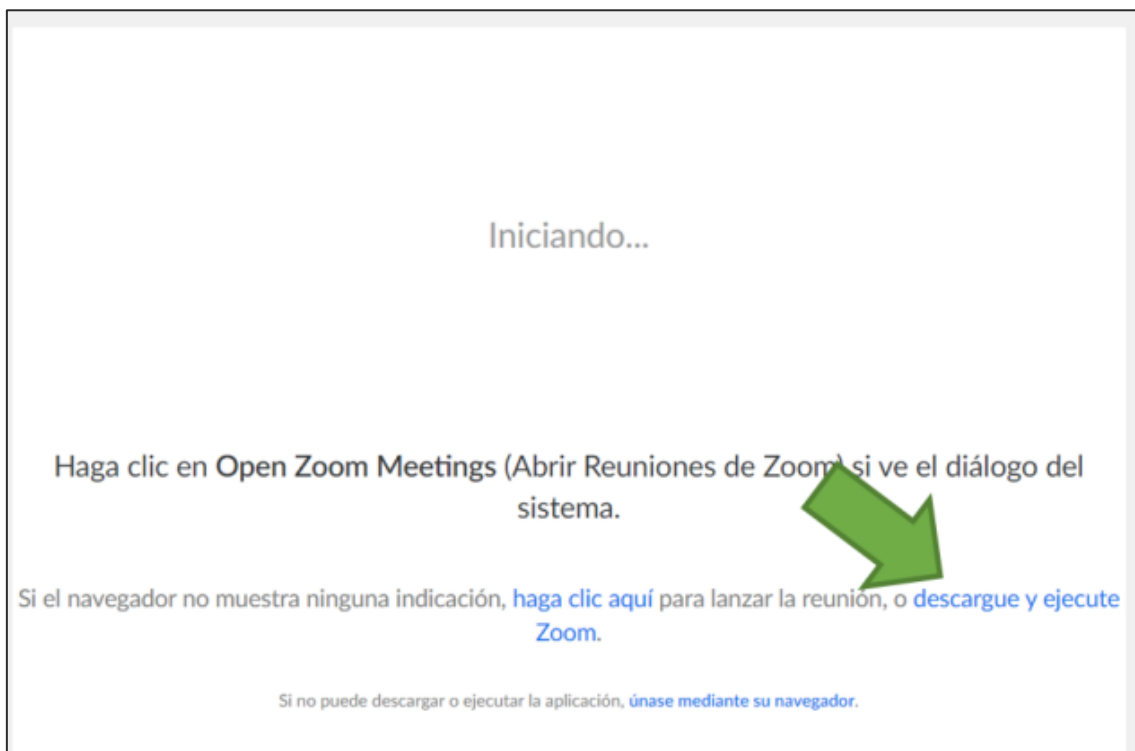 Iniciando...
Haga clic en Open Zoom Meetings (Abrir Reuniones de Zoom) si ve el diálogo del
sistema.
Si el navegador no muestra ninguna indicación, haga clic aquí para lanzar la reunión, o descargue y ejecute
Zoom.
Si no puede descargar o ejecutar la aplicación, únase mediante su navegador.